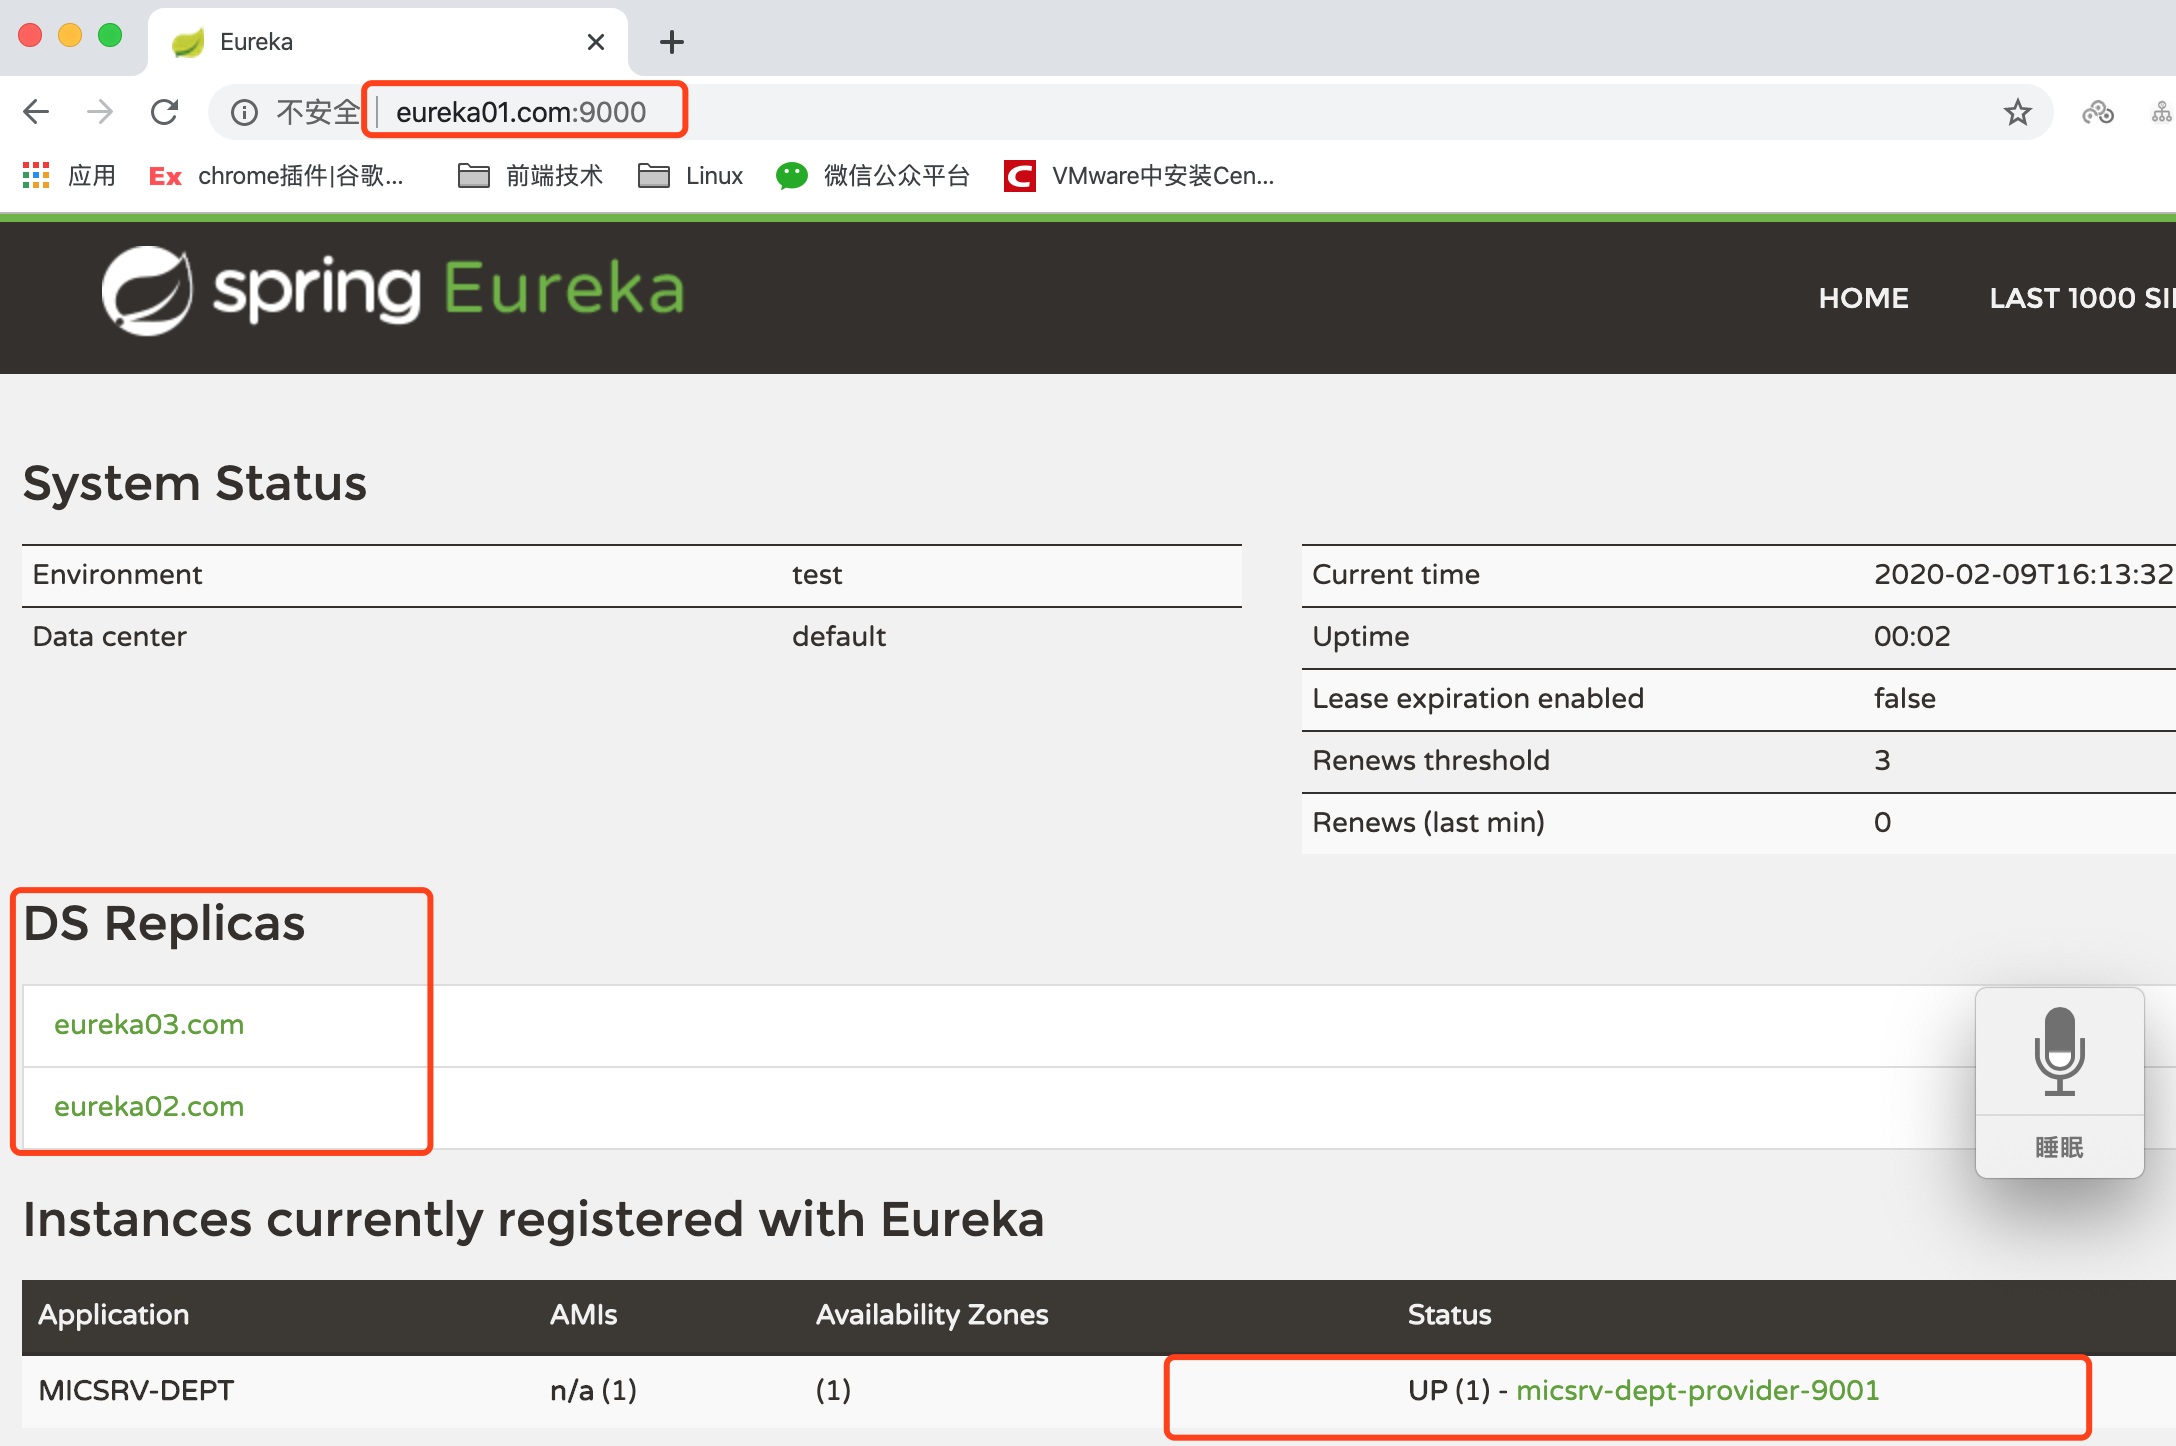 Eureka
不安全 eureka01.com:9000
应用 Ex chrome插件|谷歌... 前端技术 Linux 微信公众平台 C VMware中安装Cen...
spring Eureka
HOME LAST 1000 SI
System Status
Environment test
Data center default
Current time 2020-02-09T16:13:32
Uptime 00:02
Lease expiration enabled false
Renews threshold 3
Renews (last min) 0
DS Replicas
eureka03.com
eureka02.com
睡眠
Instances currently registered with Eureka
Application AMIs Availability Zones Status
MICSRV-DEPT n/a (1) (1) UP (1) - micsrv-dept-provider-9001